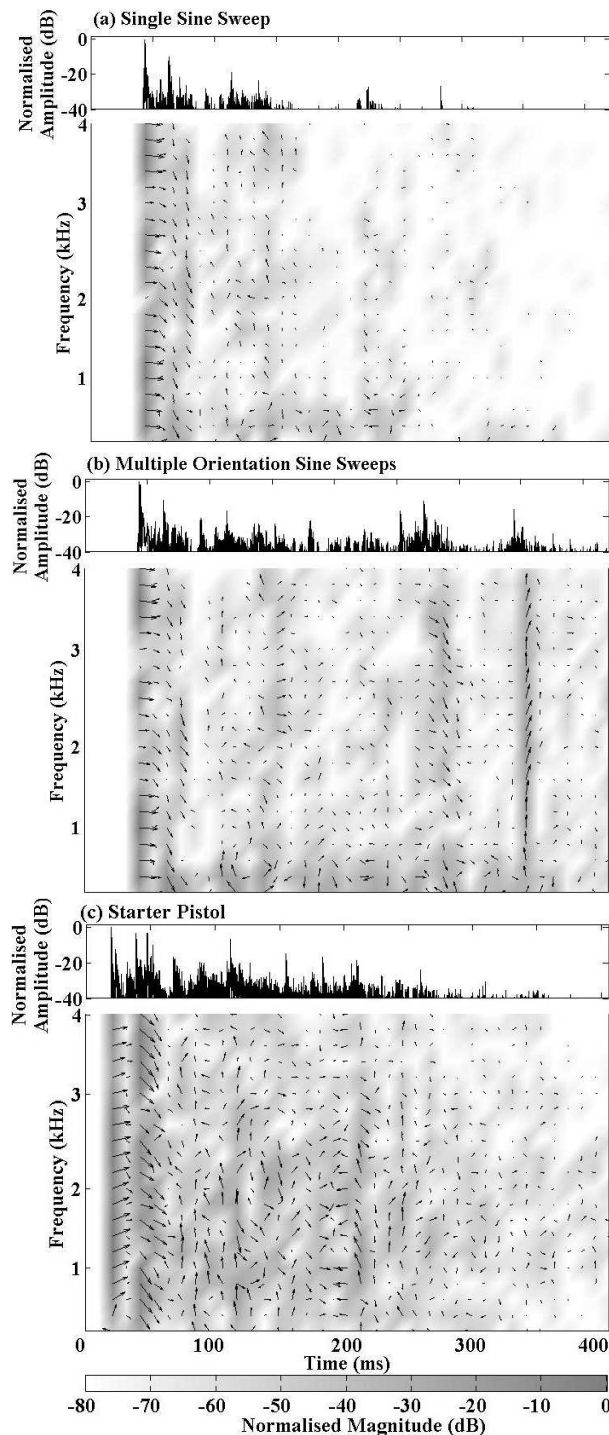 (a) Single Sine Sweep
Normalised
Amplitude (dB)
0
-20
-40
Frequency (kHz)
4
3
2
1
(b) Multiple Orientation Sine Sweeps
Normalised
Amplitude (dB)
0
-20
-40
Frequency (kHz)
4
3
2
1
(c) Starter Pistol
Normalised
Amplitude (dB)
0
-20
-40
Frequency (kHz)
4
3
2
1
0 100 200 300 400
Time (ms)
-80 -70 -60 -50 -40 -30 -20 -10 0
Normalised Magnitude (dB)